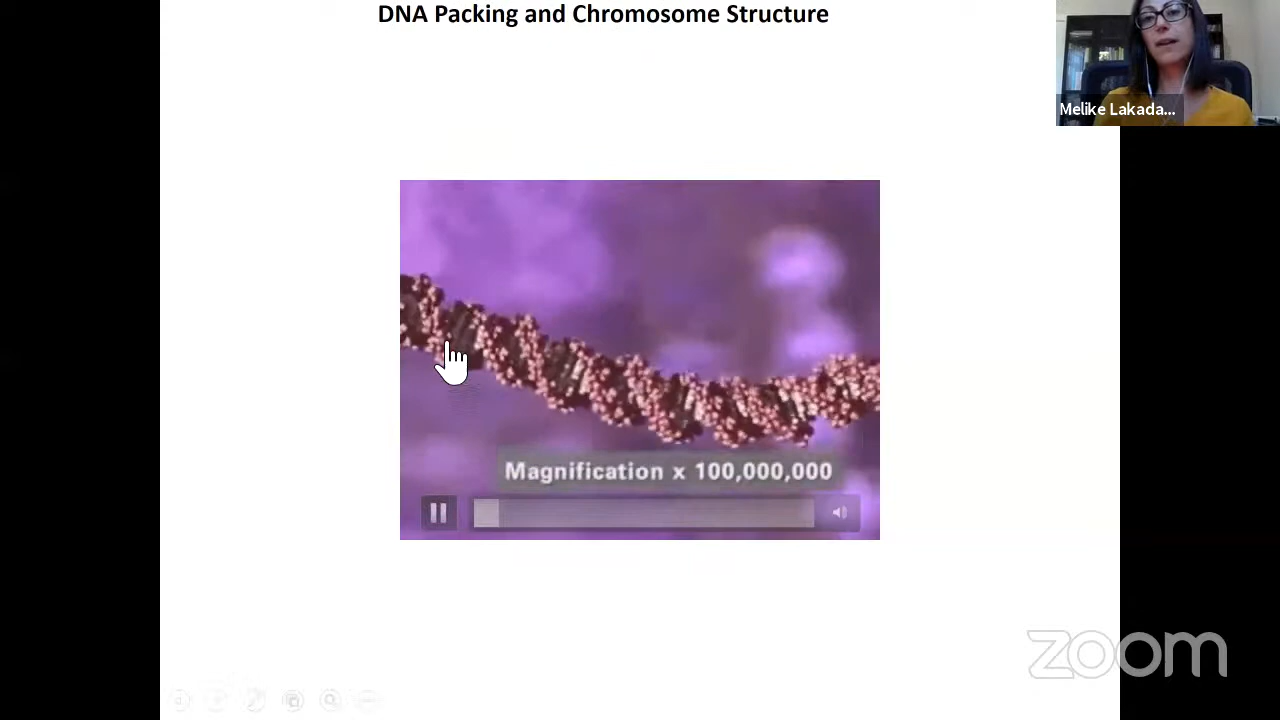 DNA Packing and Chromosome Structure
Melike Lakada...
Magnification x 100,000,000
zoom